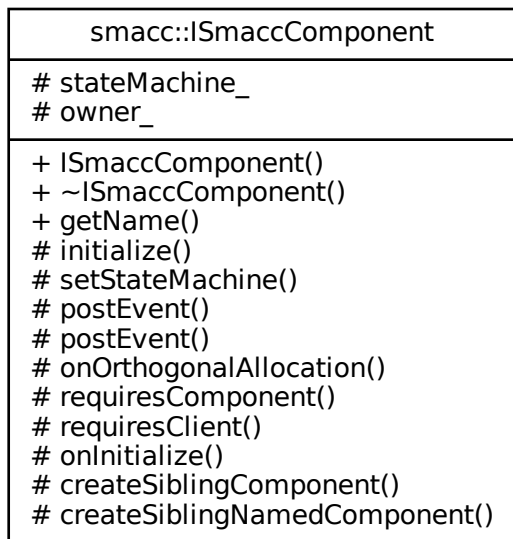 smacc::ISmaccComponent
# stateMachine_
# owner_
+ ISmaccComponent()
+ ~ISmaccComponent()
+ getName()
# initialize()
# setStateMachine()
# postEvent()
# postEvent()
# onOrthogonalAllocation()
# requiresComponent()
# requiresClient()
# onInitialize()
# createSiblingComponent()
# createSiblingNamedComponent()